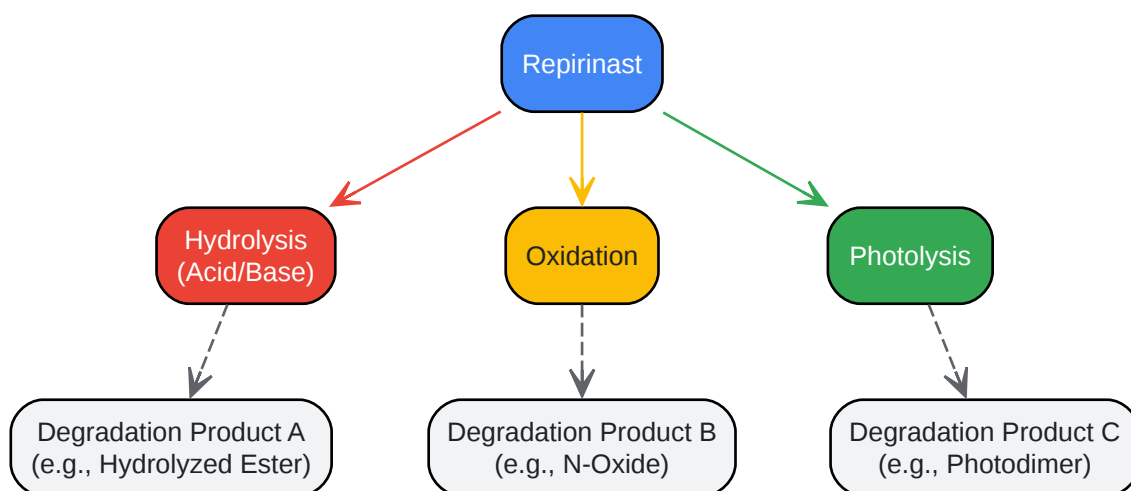 Repirinast
Hydrolysis
(Acid/Base)
Oxidation
Photolysis
Degradation Product A
(e.g., Hydrolyzed Ester)
Degradation Product B
(e.g., N-Oxide)
Degradation Product C
(e.g., Photodimer)